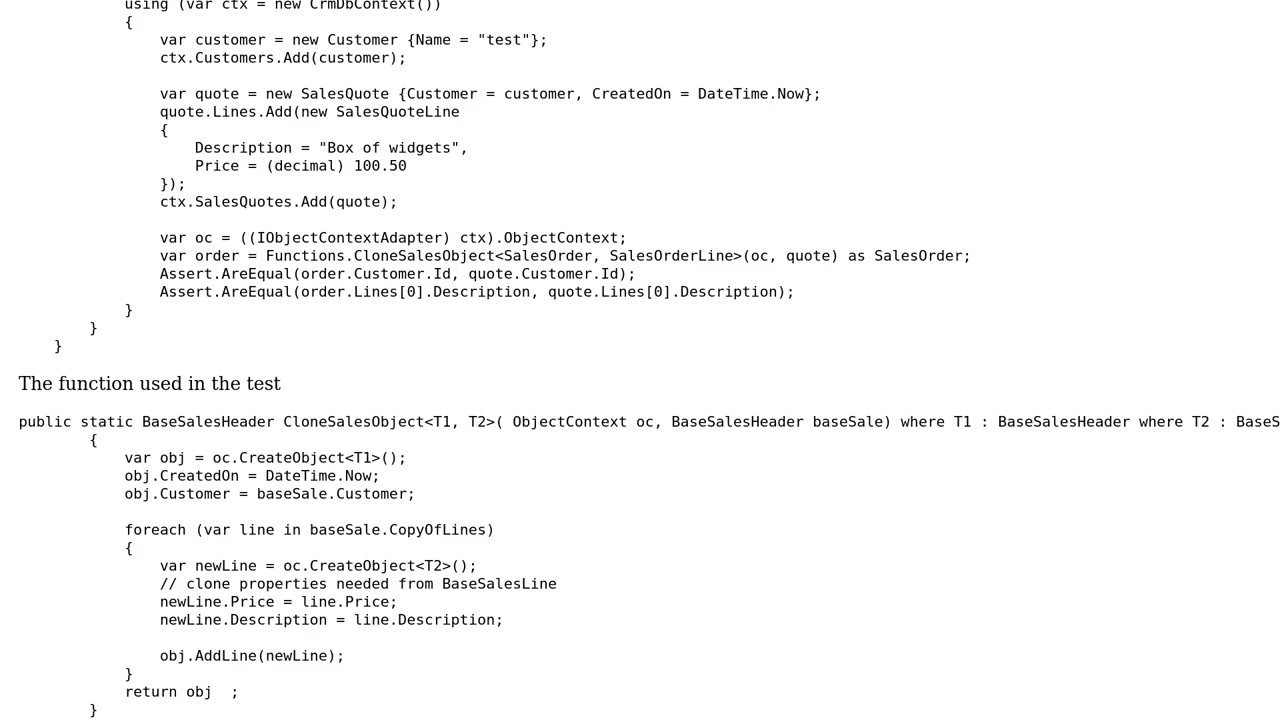 using (var ctx = new CrmDbContext())
{
var customer = new Customer {Name = "test"};
ctx.Customers.Add(customer);
var quote = new SalesQuote {Customer = customer, CreatedOn = DateTime.Now};
quote.Lines.Add(new SalesQuoteLine
{
Description = "Box of widgets",
Price = (decimal) 100.50
});
ctx.SalesQuotes.Add(quote);
var oc = ((IObjectContextAdapter) ctx).ObjectContext;
var order = Functions.CloneSalesObject<SalesOrder, SalesOrderLine>(oc, quote) as SalesOrder;
Assert.AreEqual(order.Customer.Id, quote.Customer.Id);
Assert.AreEqual(order.Lines[0].Description, quote.Lines[0].Description);
}
}
}
The function used in the test
public static BaseSalesHeader CloneSalesObject<T1, T2>( ObjectContext oc, BaseSalesHeader baseSale) where T1 : BaseSalesHeader where T2 : BaseS
{
var obj = oc.CreateObject<T1>();
obj.CreatedOn = DateTime.Now;
obj.Customer = baseSale.Customer;
foreach (var line in baseSale.CopyOfLines)
{
var newLine = oc.CreateObject<T2>();
// clone properties needed from BaseSalesLine
newLine.Price = line.Price;
newLine.Description = line.Description;
obj.AddLine(newLine);
}
return obj  ;
}